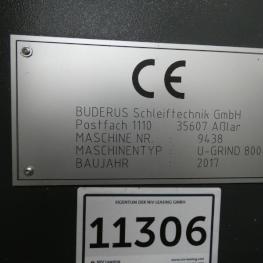 CE
BUDERUS Schleiftechnik GmbH
Postfach 1110 35607 Aßlar
MASCHINE NR. : 9438
MASCHINENTYP : U-GRIND 800
BAUJAHR : 2017
EIGENTUM DER NIV LEASING GMBH
11306